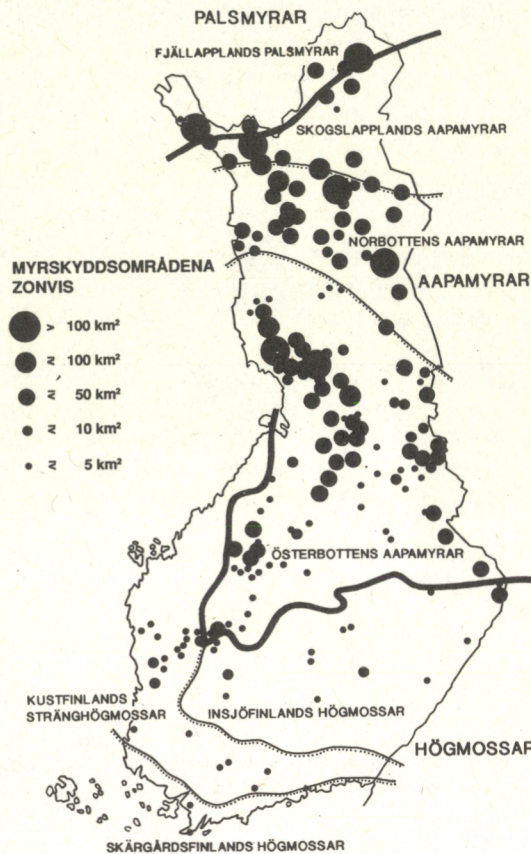 PALSMYRAR
FJÄLLAPPLANDS PALSMYRAR
SKOGSLAPPLANDS AAPAMYRAR
NORBOTTENS AAPAMYRAR
MYRSKYDDSOMRÅDENA
ZONVIS
AAPAMYRAR
> 100 km²
≥ 100 km²
≥ 50 km²
≥ 10 km²
≥ 5 km²
ÖSTERBOTTENS AAPAMYRAR
KUSTFINLANDS
STRÄNGHÖGMOSSAR
INSJÖFINLANDS HÖGMOSSAR
HÖGMOSSAR
SKÄRGÅRDSFINLANDS HÖGMOSSAR